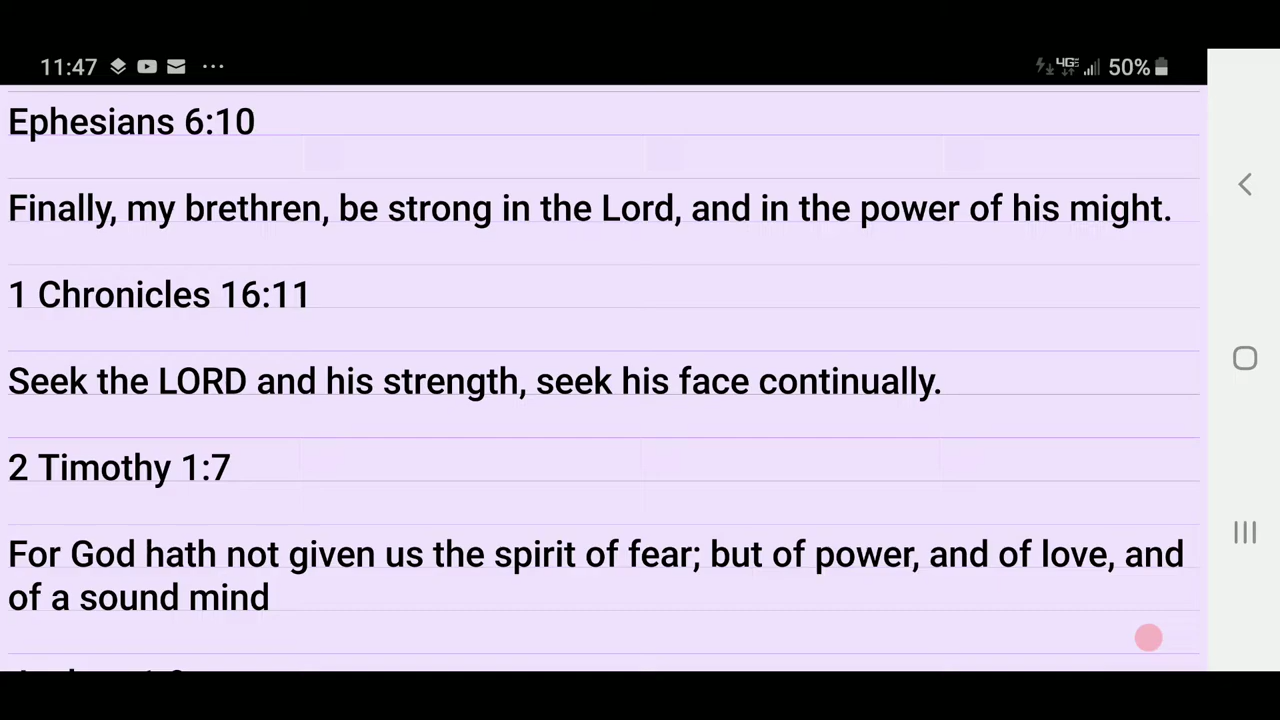 11:47 ... 4GE 50%
Ephesians 6:10
Finally, my brethren, be strong in the Lord, and in the power of his might.
1 Chronicles 16:11
Seek the LORD and his strength, seek his face continually.
2 Timothy 1:7
For God hath not given us the spirit of fear; but of power, and of love, and
of a sound mind